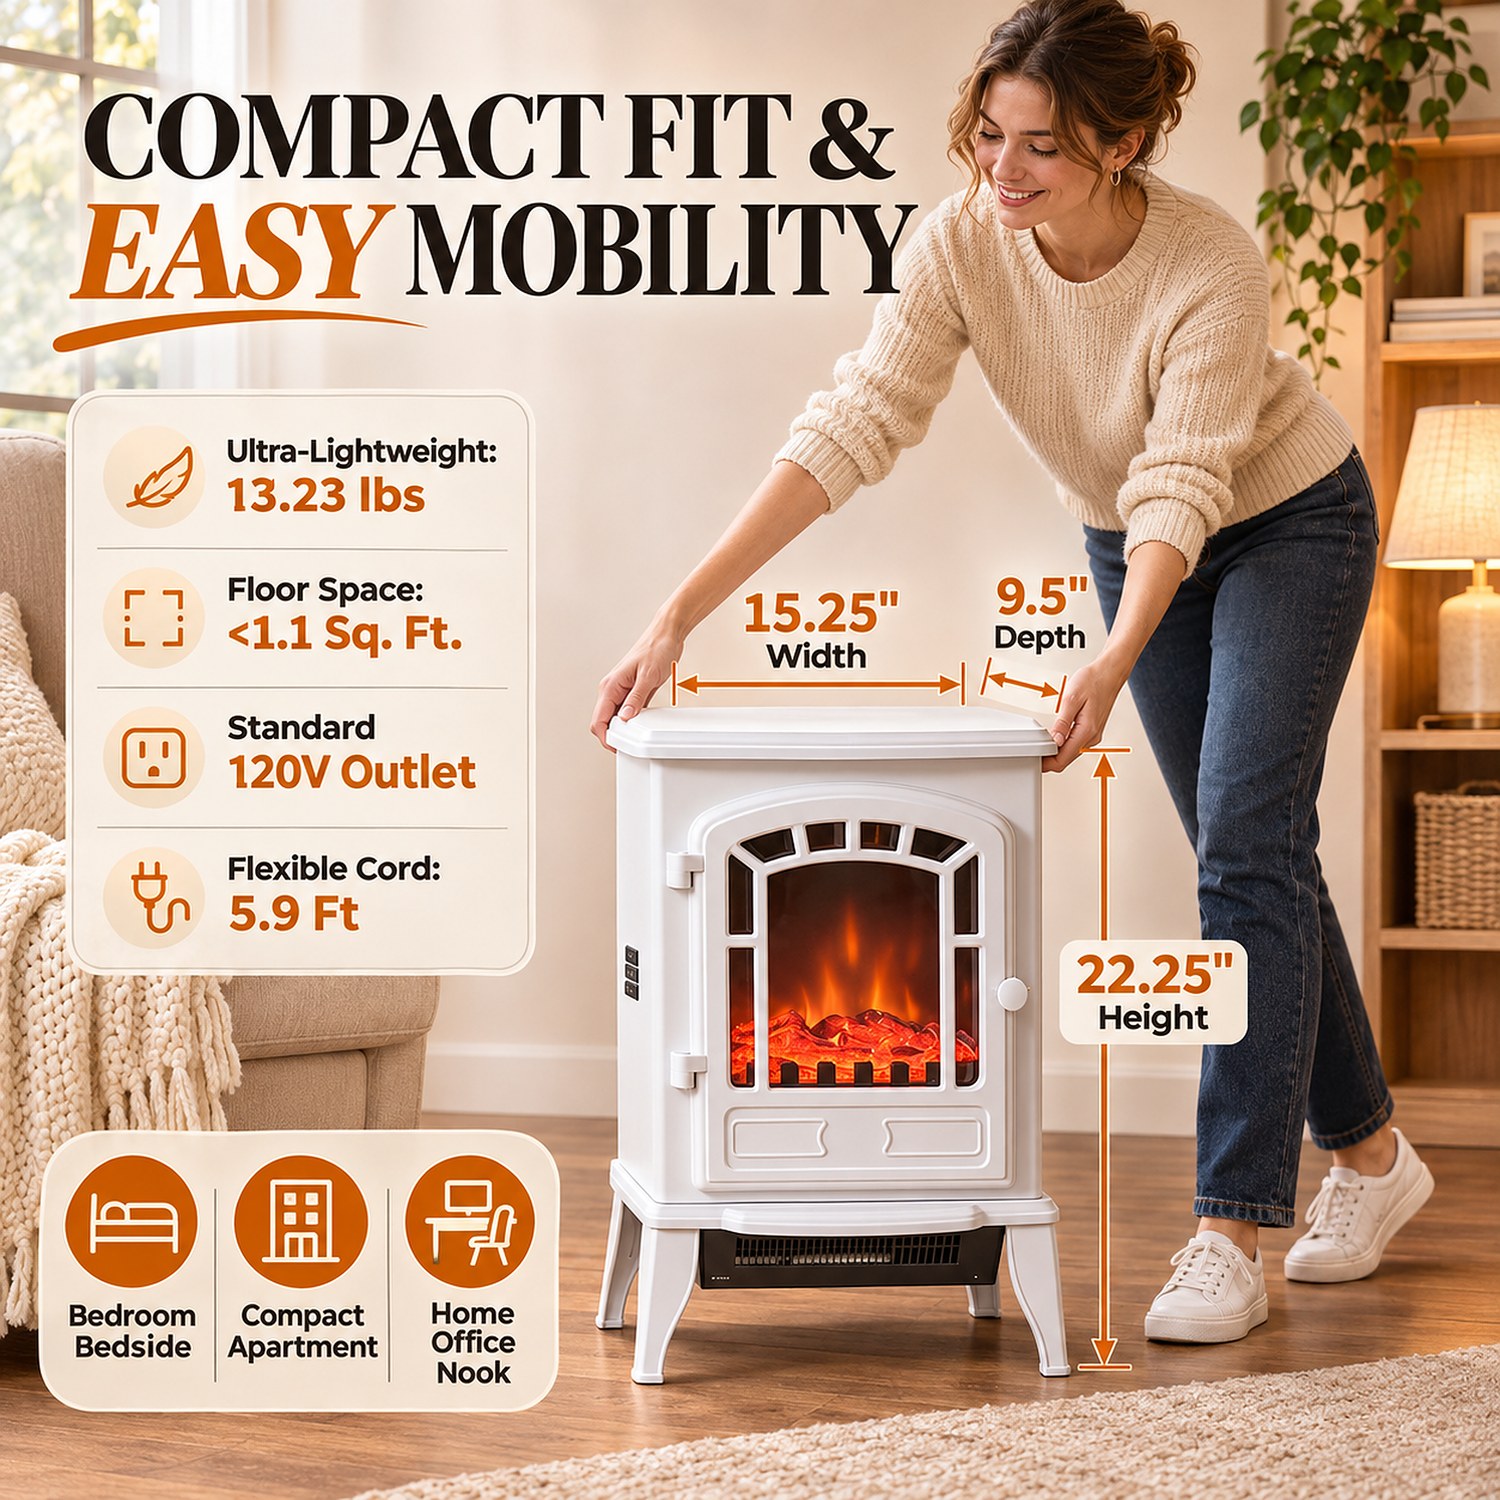 COMPACT FIT &
EASY MOBILITY
Ultra-Lightweight:
13.23 lbs
Floor Space:
<1.1 Sq. Ft.
Standard
120V Outlet
Flexible Cord:
5.9 Ft
15.25"
Width
9.5"
Depth
22.25"
Height
Bedroom
Bedside
Compact
Apartment
Home
Office
Nook